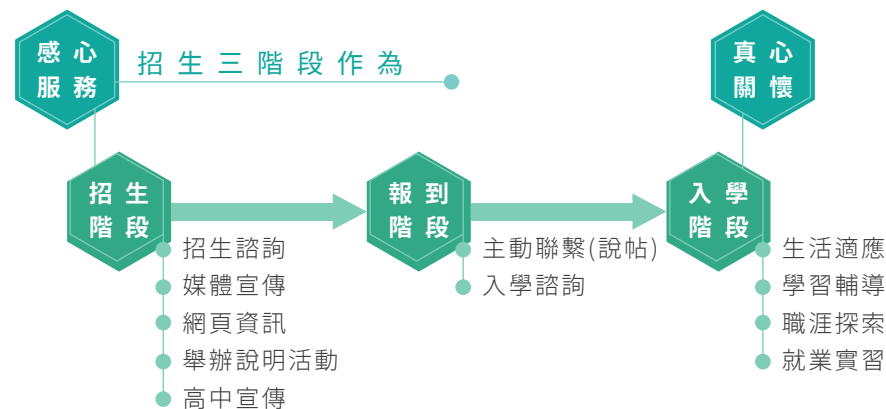 感心
服務
招生三階段作為
真心
關懷
招生
階段
招生諮詢
媒體宣傳
網頁資訊
舉辦說明活動
高中宣傳
報到
階段
主動聯繫(說帖)
入學諮詢
入學
階段
生活適應
學習輔導
職涯探索
就業實習